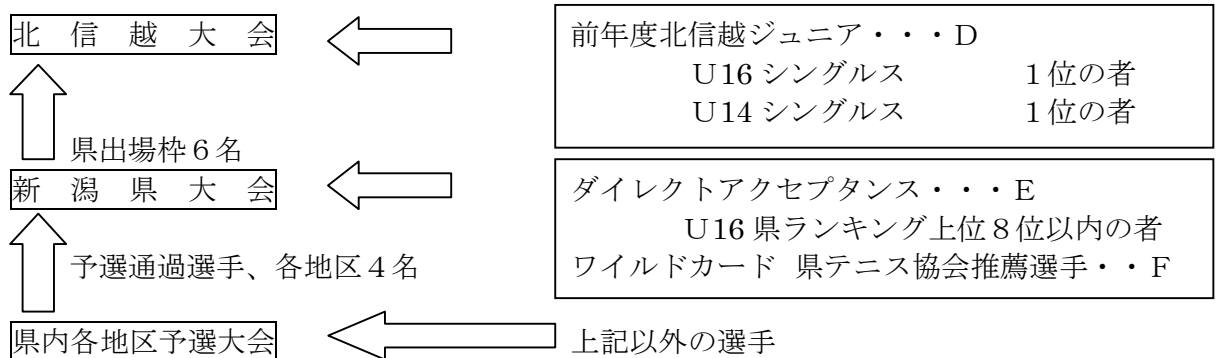 北　信　越　大　会
前年度北信越ジュニア・・・D
U16 シングルス　　　１位の者
U14 シングルス　　　１位の者
県出場枠６名
新　潟　県　大　会
ダイレクトアクセプタンス・・・E
U16 県ランキング上位８位以内の者
ワイルドカード 県テニス協会推薦選手・・F
予選通過選手、各地区４名
県内各地区予選大会
上記以外の選手